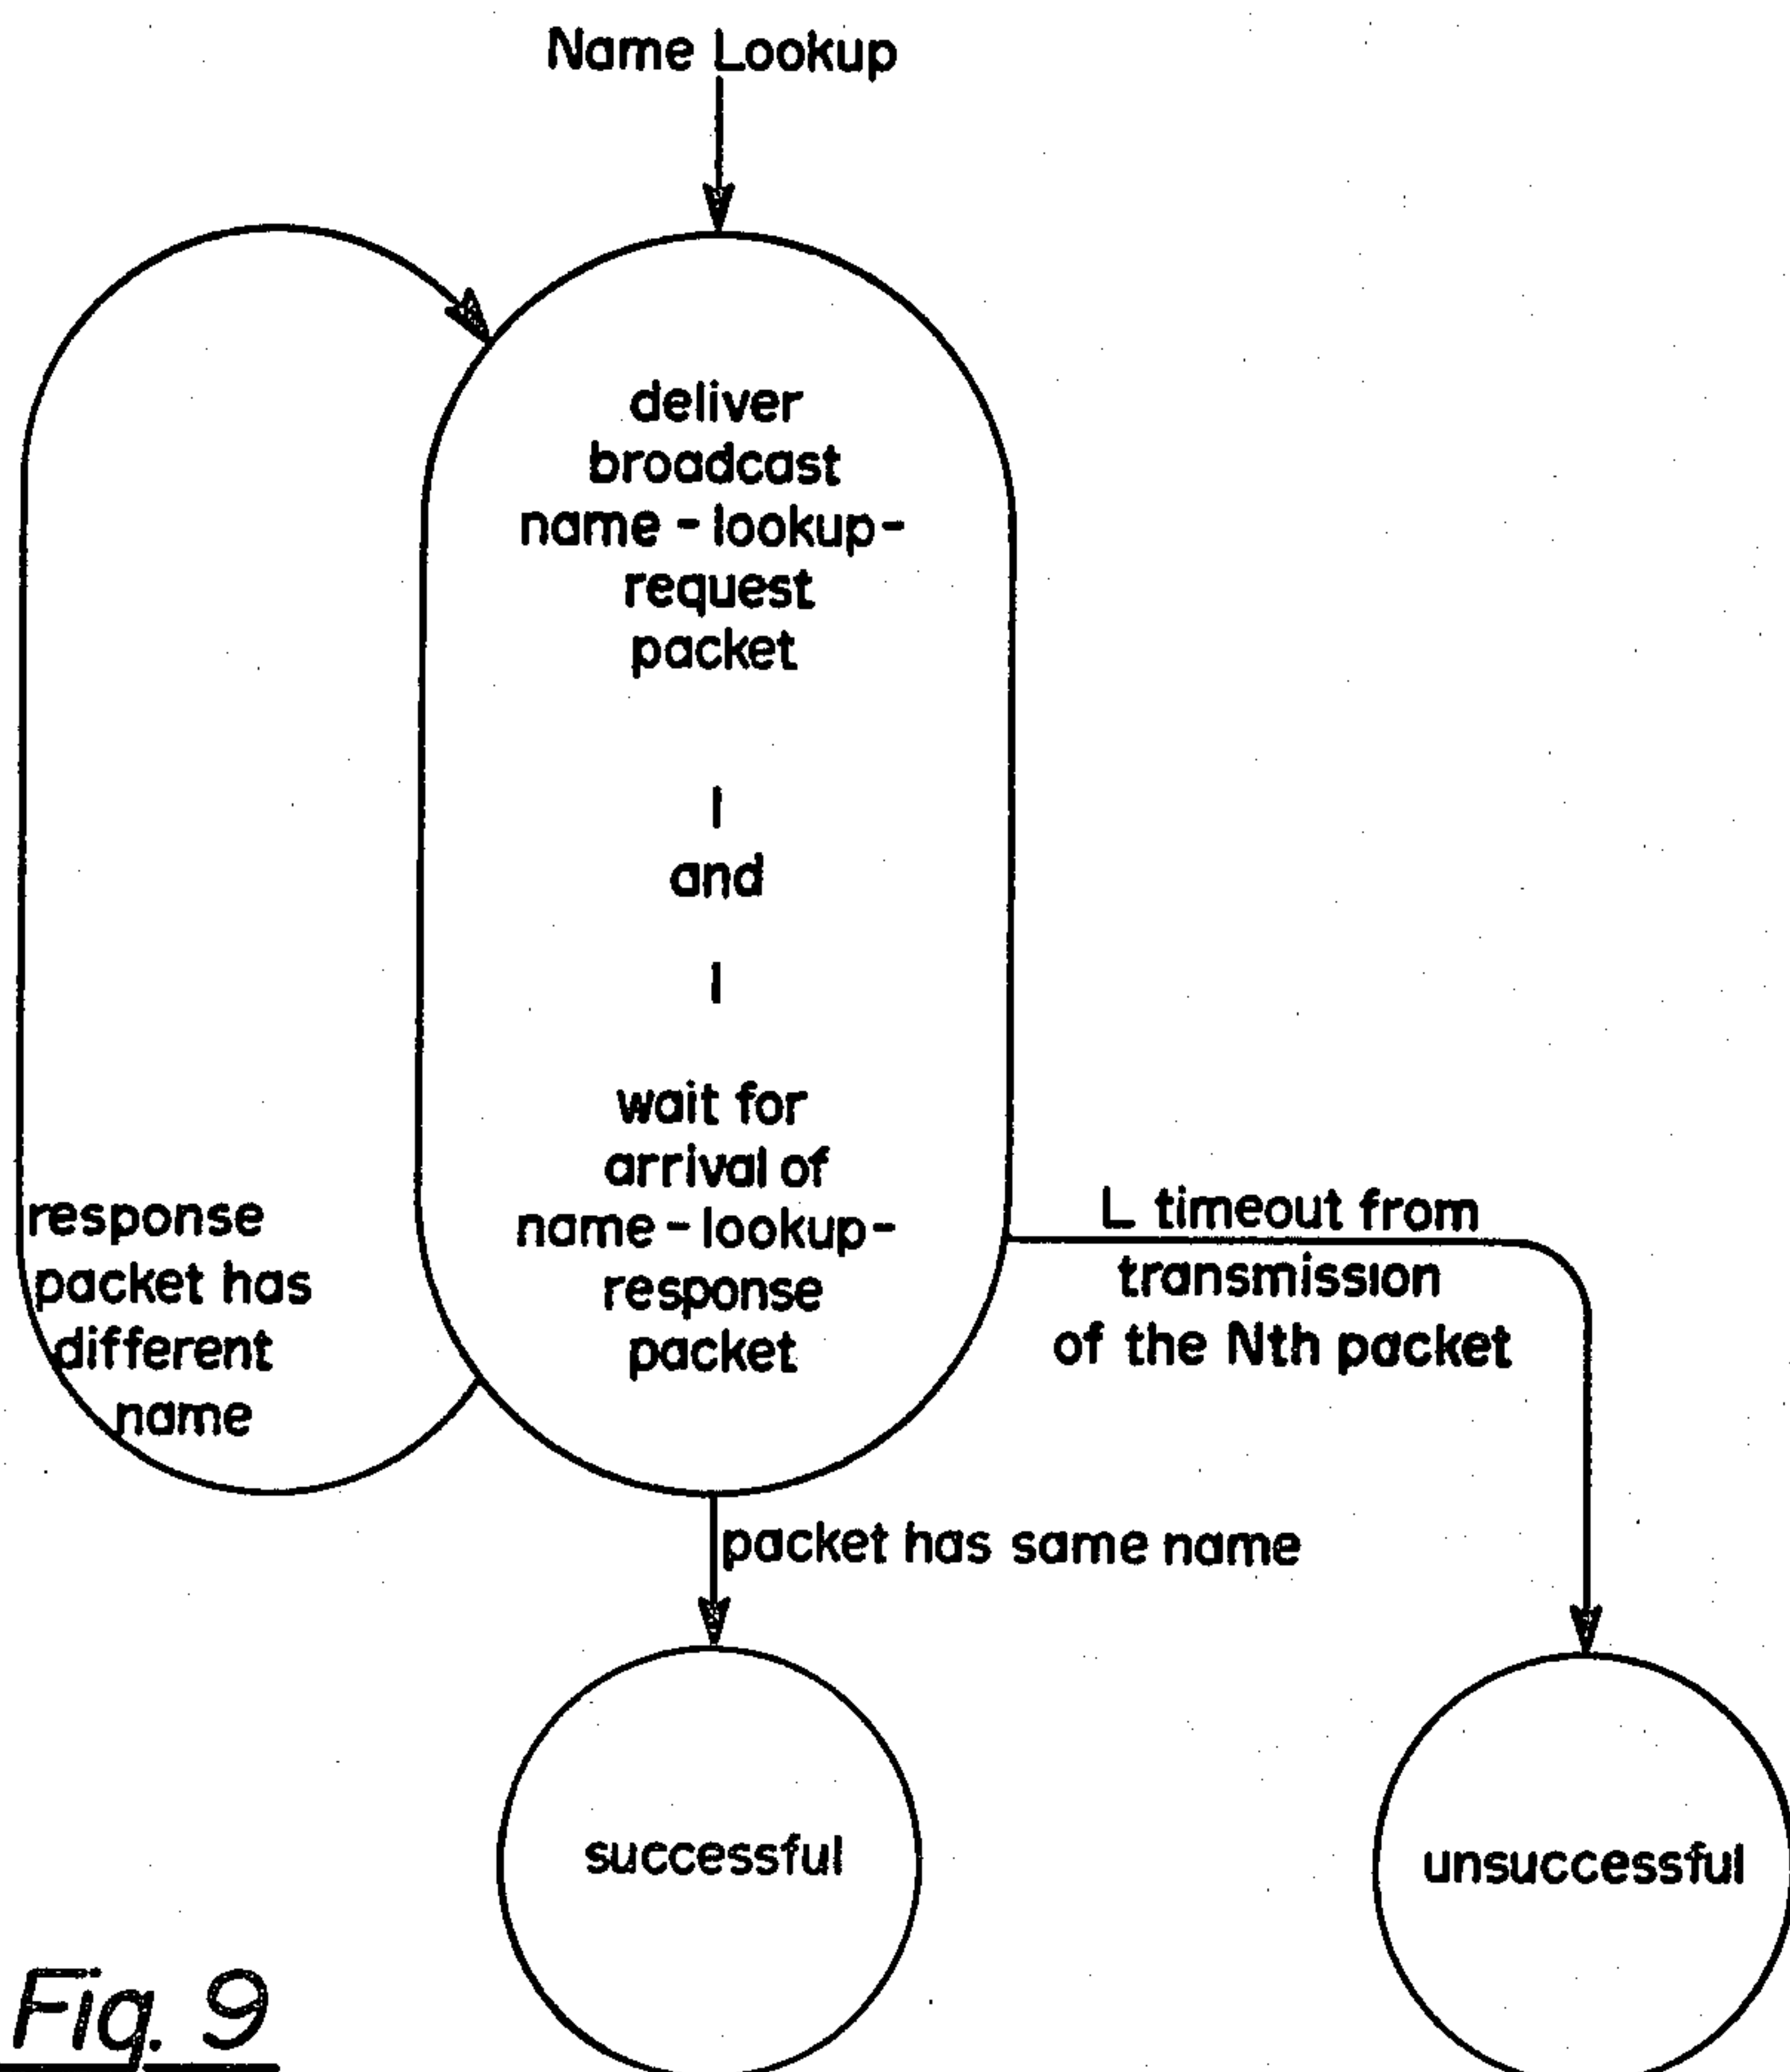 Name Lookup
deliver
broadcast
name - lookup-
request
packet
and
wait for
arrival of
name - lookup-
response
packet
response
packet has
different
name
L timeout from
transmission
of the Nth packet
packet has same name
successful
unsuccessful
Fig. 9